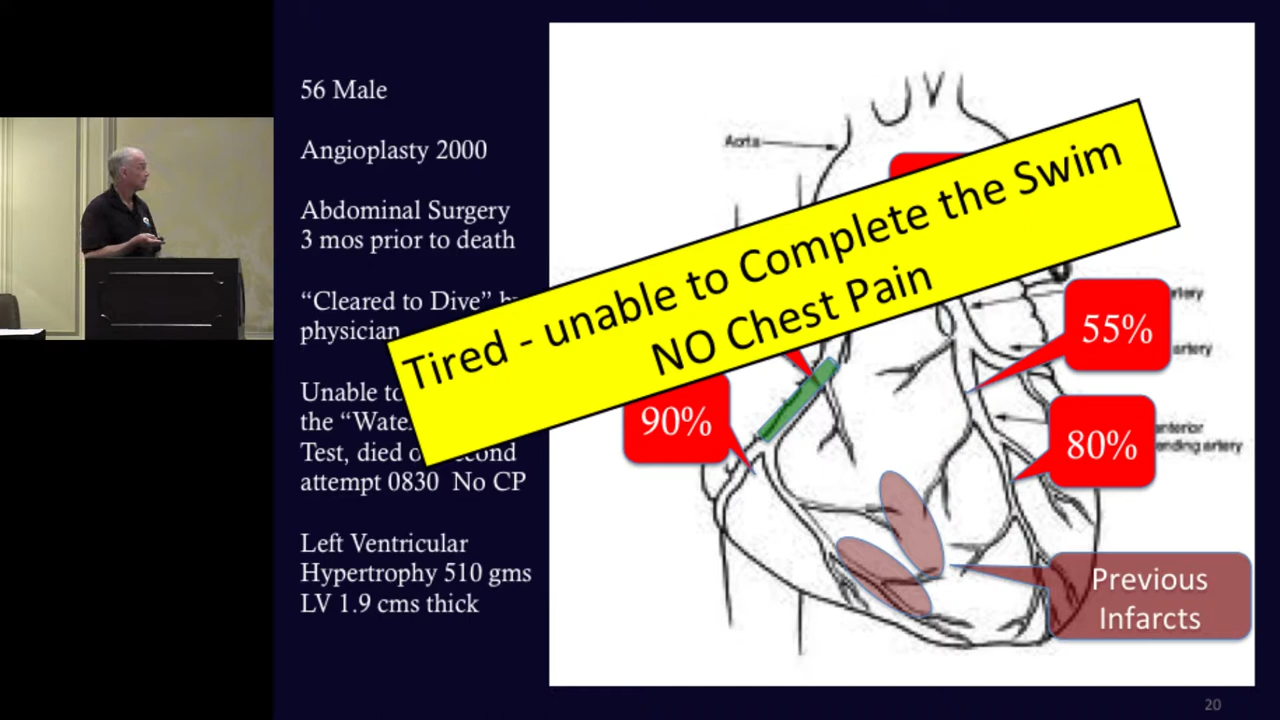 56 Male
Angioplasty 2000
Abdominal Surgery
3 mos prior to death
“Cleared to Dive”
physician
Unable
the
Test, died
attempt 0830 No CP
Left Ventricular
Hypertrophy 510 gms
LV 1.9 cms thick
Aorta
Tired - unable to Complete the Swim
NO Chest Pain
55%
90%
80%
Previous
Infarcts
20